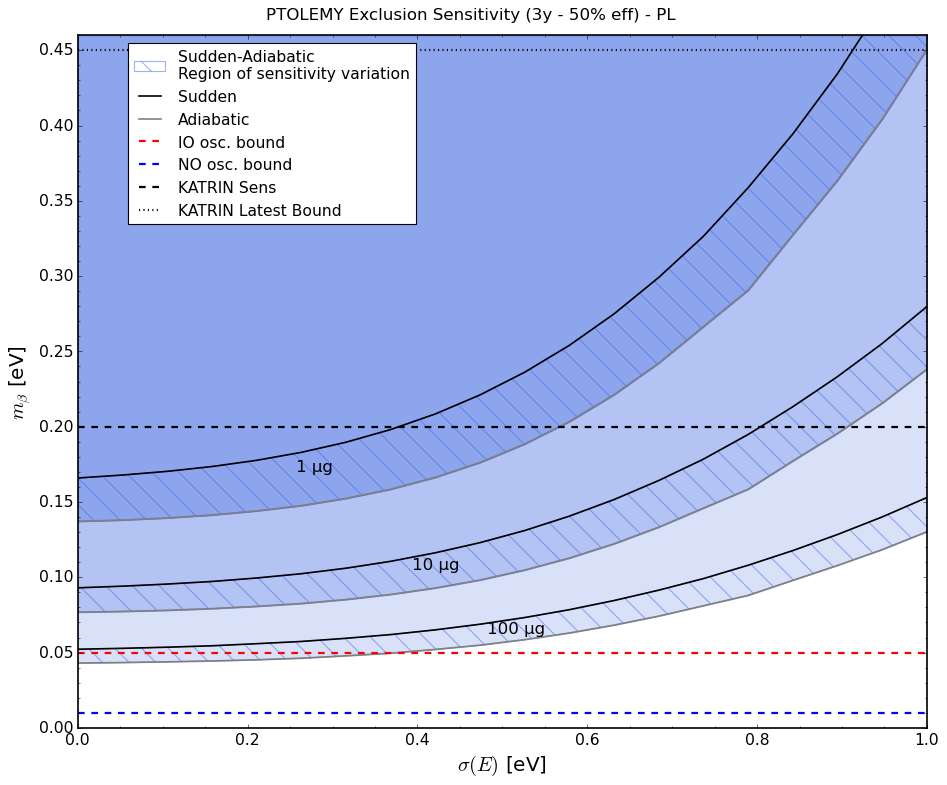 PTOLEMY Exclusion Sensitivity (3y - 50% eff) - PL
Sudden-Adiabatic
Region of sensitivity variation
Sudden
Adiabatic
IO osc. bound
NO osc. bound
KATRIN Sens
KATRIN Latest Bound
0.45
0.40
0.35
0.30
0.25
0.20
0.15
0.10
0.05
0.00
mᵦ [eV]
1 μg
10 μg
100 μg
0.0 0.2 0.4 0.6 0.8 1.0
σ(E) [eV]